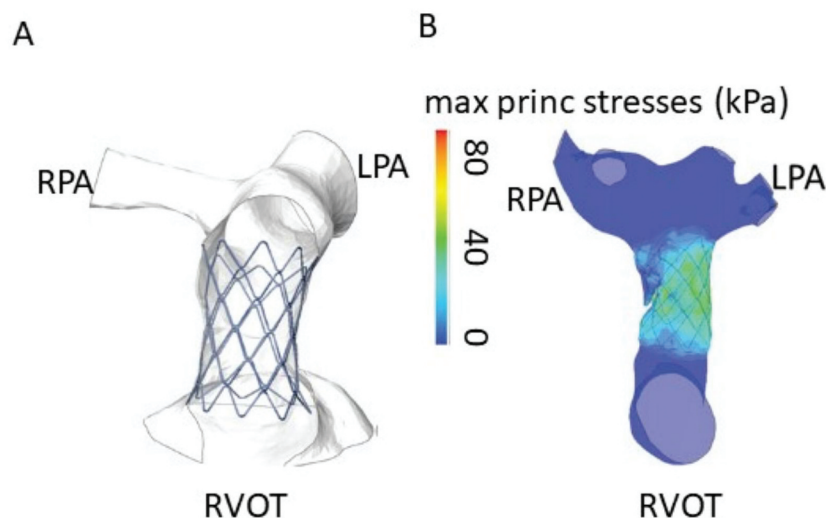 A
B
max princ stresses (kPa)
RPA
LPA
80
40
0
RPA
LPA
RVOT
RVOT